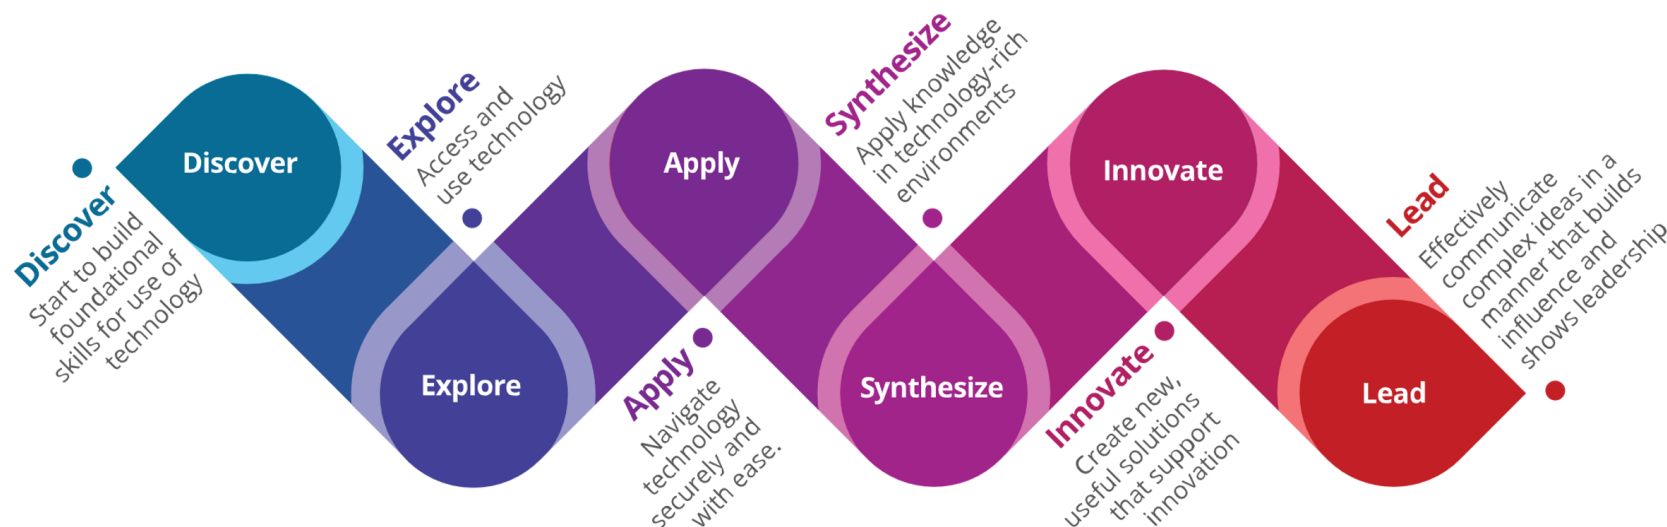 Discover
Discover
Start to build
foundational
skills for use of
technology
Explore
Access and
use technology
Explore
Apply
Apply
Navigate
technology
securely and
with ease.
Synthesize
Apply knowledge
in technology-rich
environments
Synthesize
Innovate
Innovate
Create new,
useful solutions
that support
innovation
Lead
Effectively
communicate
complex ideas in a
manner that builds
influence and
shows leadership
Lead